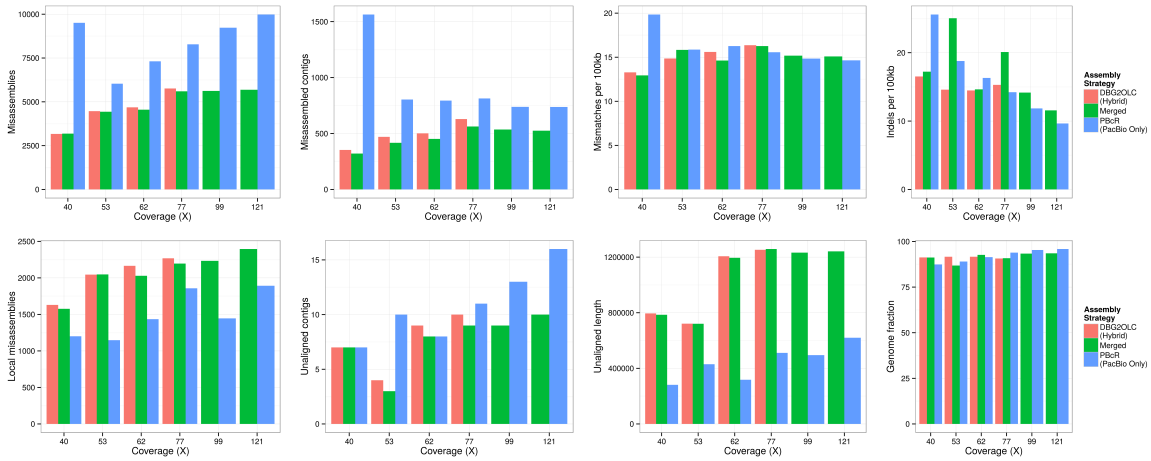 Misassemblies
10000
7500
5000
2500
0
40 53 62 77 99 121
Coverage (X)
Misassembled contigs
1500
1000
500
0
40 53 62 77 99 121
Coverage (X)
Mismatches per 100kb
20
15
10
5
0
40 53 62 77 99 121
Coverage (X)
Indels per 100kb
20
10
0
40 53 62 77 99 121
Coverage (X)
Assembly
Strategy
DBG2OLC
(Hybrid)
Merged
PBcR
(PacBio Only)
Local misassemblies
2500
2000
1500
1000
500
0
40 53 62 77 99 121
Coverage (X)
Unaligned contigs
15
10
5
0
40 53 62 77 99 121
Coverage (X)
Unaligned length
1200000
800000
400000
0
40 53 62 77 99 121
Coverage (X)
Genome fraction
100
75
50
25
0
40 53 62 77 99 121
Coverage (X)
Assembly
Strategy
DBG2OLC
(Hybrid)
Merged
PBcR
(PacBio Only)